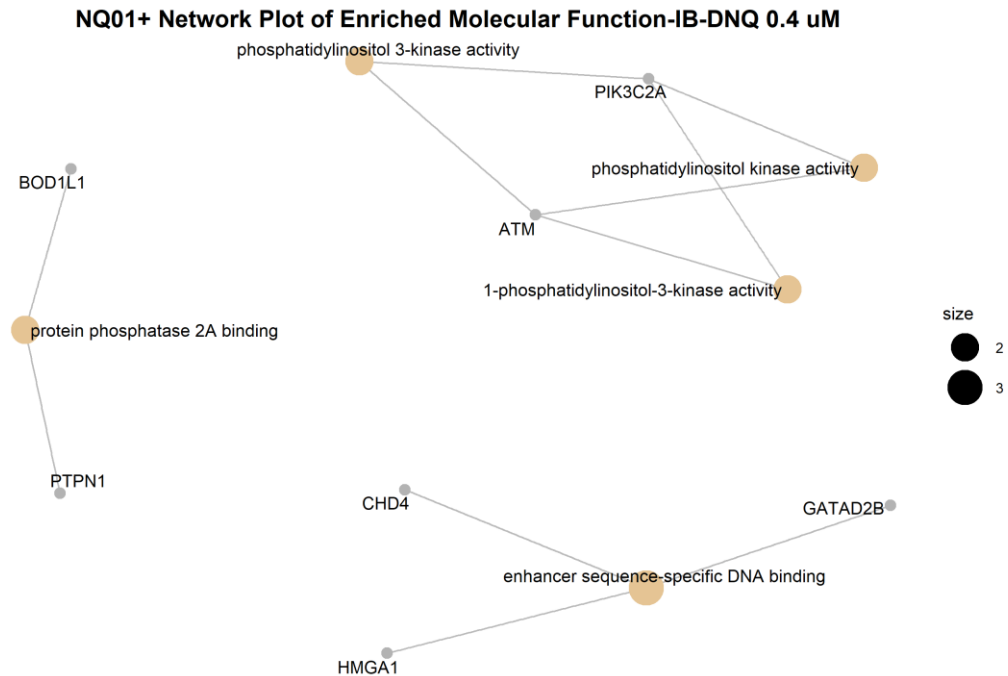 NQ01+ Network Plot of Enriched Molecular Function-IB-DNQ 0.4 uM
phosphatidylinositol 3-kinase activity
PIK3C2A
phosphatidylinositol kinase activity
BOD1L1
ATM
1-phosphatidylinositol-3-kinase activity
size
protein phosphatase 2A binding
2
3
PTPN1
CHD4
GATAD2B
enhancer sequence-specific DNA binding
HMGA1